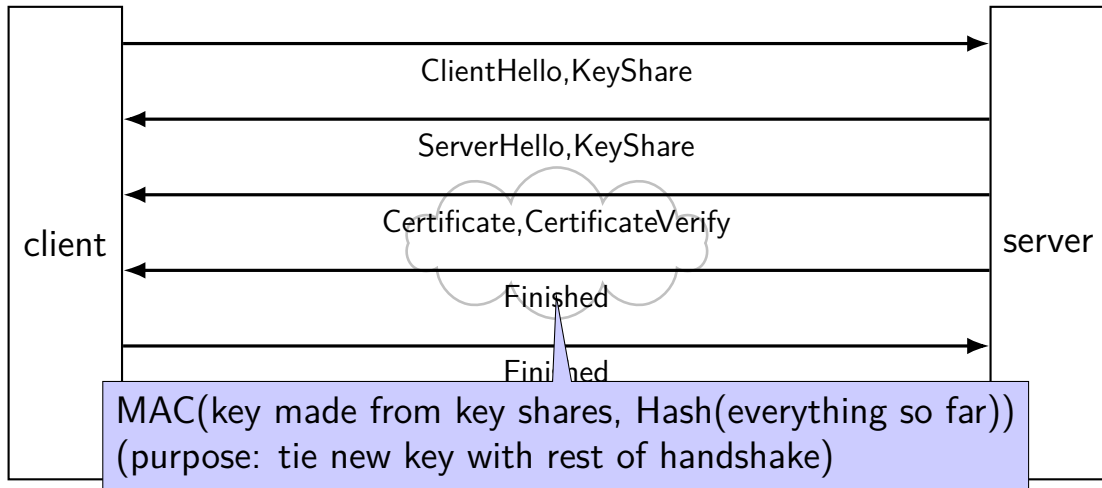 ClientHello,KeyShare
ServerHello,KeyShare
Certificate,CertificateVerify
client
server
Finished
Finished
MAC(key made from key shares, Hash(everything so far))
(purpose: tie new key with rest of handshake)